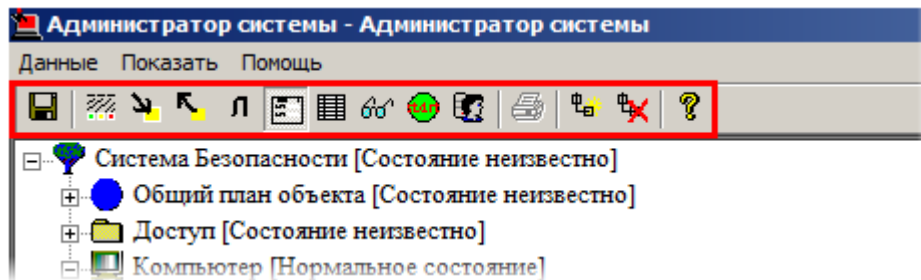 Администратор системы - Администратор системы
Данные Показать Помощь
Л start ?
Система Безопасности [Состояние неизвестно]
Общий план объекта [Состояние неизвестно]
Доступ [Состояние неизвестно]
Компьютер [Нормальное состояние]